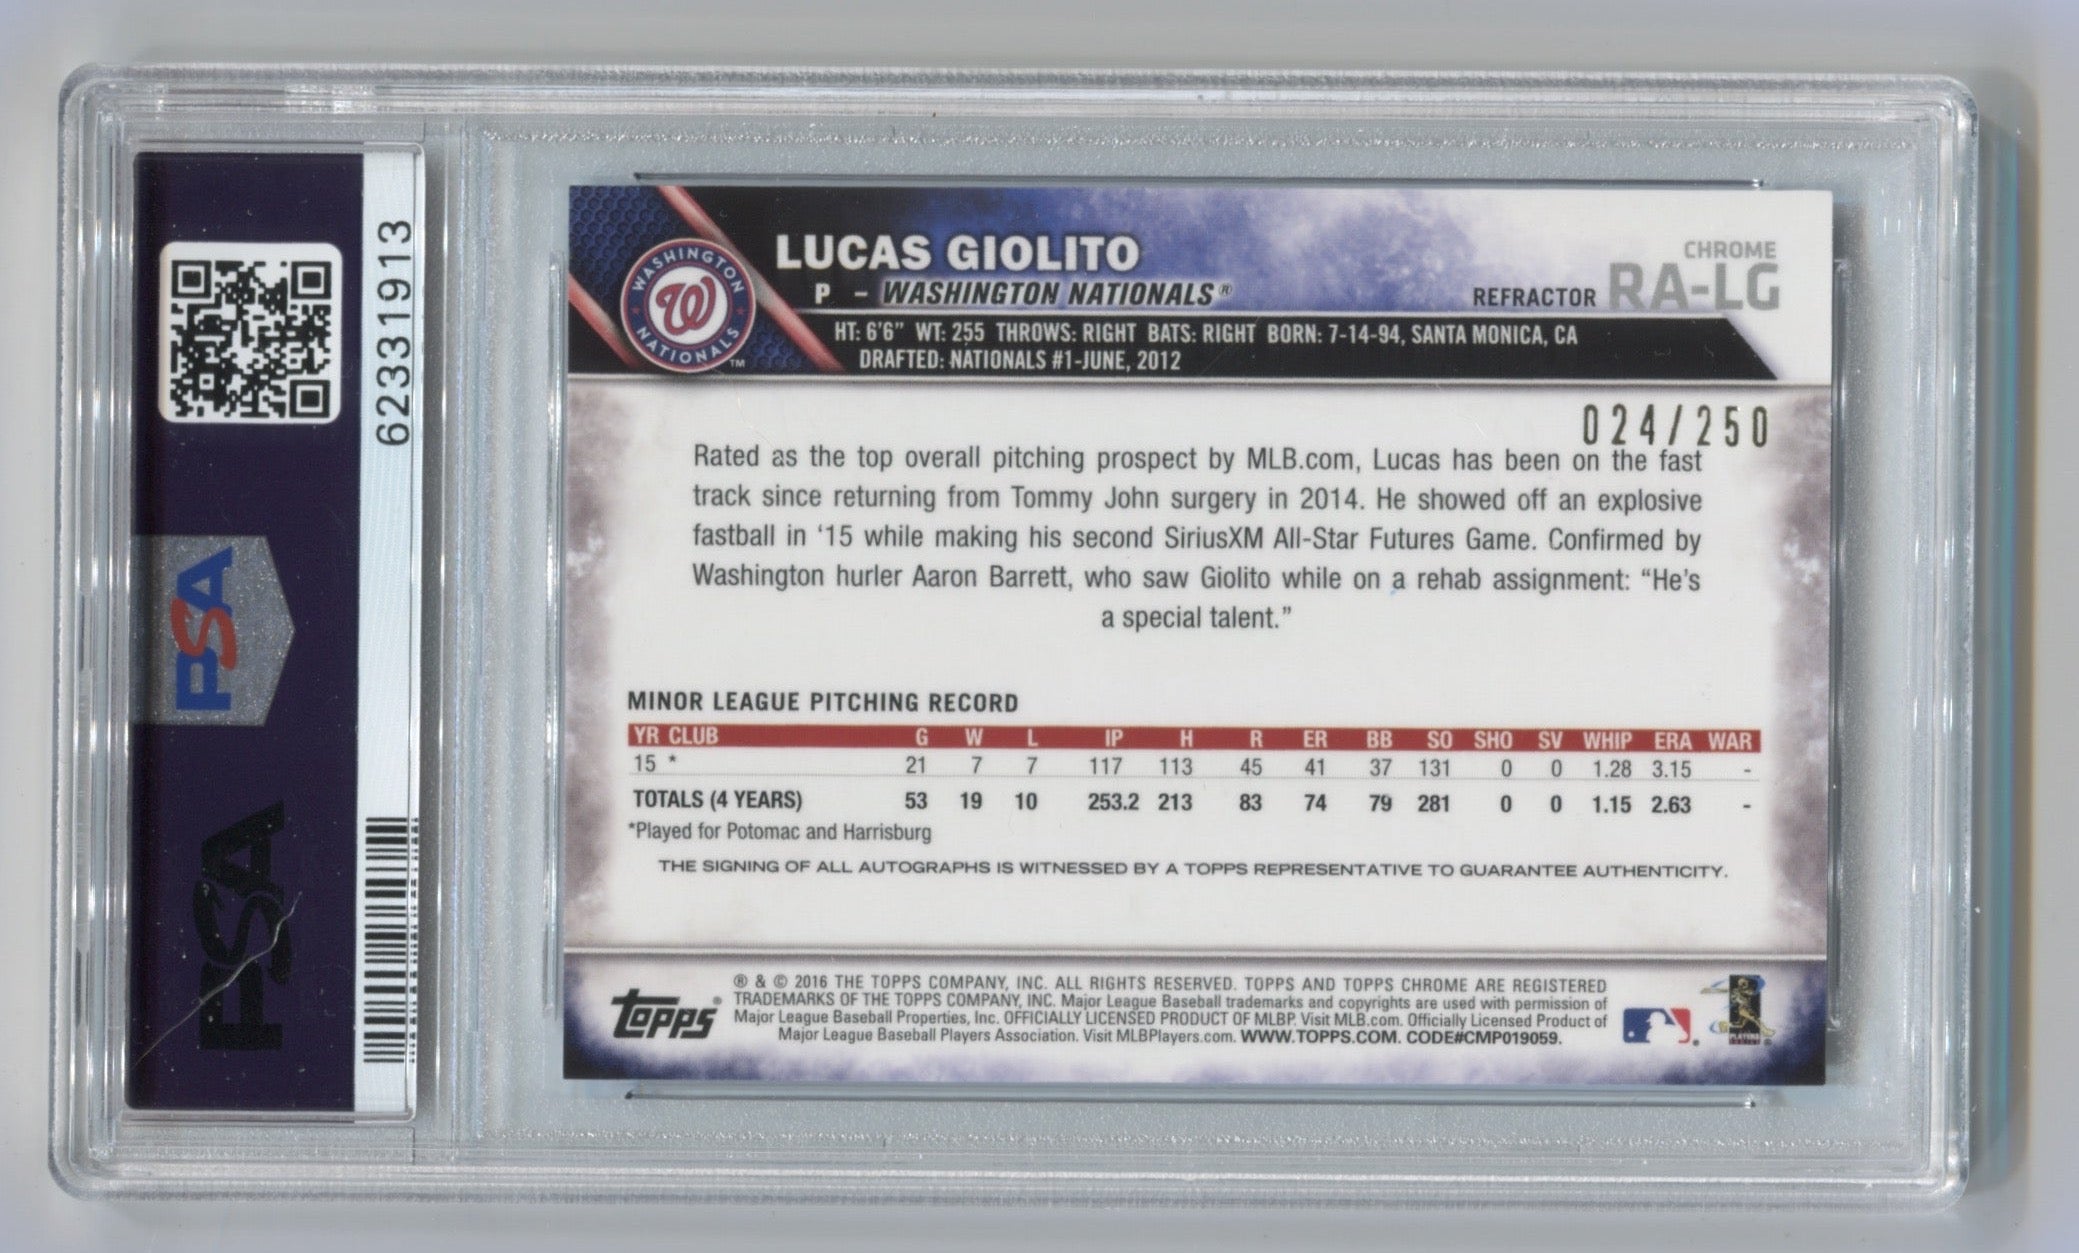 62331913
PSA
PSA
WASHINGTON
NATIONALS
W
™
LUCAS GIOLITO
P - WASHINGTON NATIONALS®
CHROME
REFRACTOR RA-LG
HT: 6'6" WT: 255 THROWS: RIGHT BATS: RIGHT BORN: 7-14-94, SANTA MONICA, CA
DRAFTED: NATIONALS #1-JUNE, 2012
024/250
Rated as the top overall pitching prospect by MLB.com, Lucas has been on the fast
track since returning from Tommy John surgery in 2014. He showed off an explosive
fastball in ‘15 while making his second SiriusXM All-Star Futures Game. Confirmed by
Washington hurler Aaron Barrett, who saw Giolito while on a rehab assignment: “He’s
a special talent.”
MINOR LEAGUE PITCHING RECORD
YR CLUB G W L IP H R ER BB SO SHO SV WHIP ERA WAR
15 * 21 7 7 117 113 45 41 37 131 0 0 1.28 3.15 -
TOTALS (4 YEARS) 53 19 10 253.2 213 83 74 79 281 0 0 1.15 2.63 -
*Played for Potomac and Harrisburg
THE SIGNING OF ALL AUTOGRAPHS IS WITNESSED BY A TOPPS REPRESENTATIVE TO GUARANTEE AUTHENTICITY.
Topps®
® & © 2016 THE TOPPS COMPANY, INC. ALL RIGHTS RESERVED. TOPPS AND TOPPS CHROME ARE REGISTERED
TRADEMARKS OF THE TOPPS COMPANY, INC. Major League Baseball trademarks and copyrights are used with permission of
Major League Baseball Properties, Inc. OFFICIALLY LICENSED PRODUCT OF MLBP. Visit MLB.com. Officially Licensed Product of
Major League Baseball Players Association. Visit MLBPlayers.com. WWW.TOPPS.COM. CODE#CMP019059.